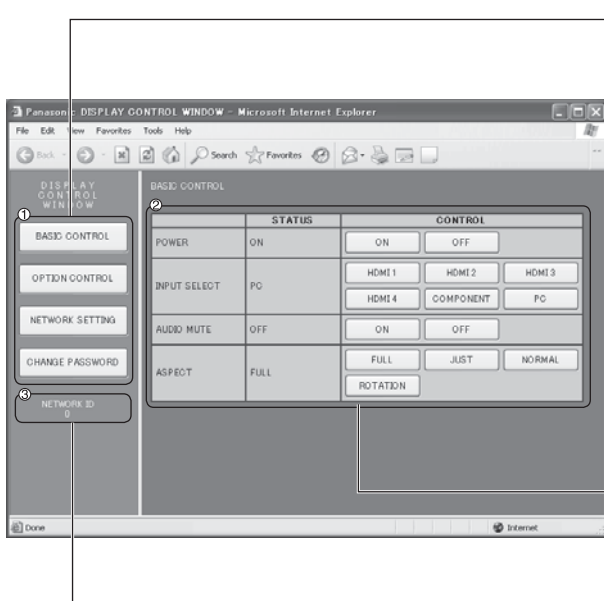 Panasonic DISPLAY CONTROL WINDOW - Microsoft Internet Explorer
File Edit View Favorites Tools Help
Back Search Favorites
DISPLAY
CONTROL
WINDOW
①
BASIC CONTROL
OPTION CONTROL
NETWORK SETTING
CHANGE PASSWORD
③
NETWORK ID
0
BASIC CONTROL
②
STATUS CONTROL
POWER ON ON OFF
INPUT SELECT PC HDMI 1 HDMI 2 HDMI 3
HDMI 4 COMPONENT PC
AUDIO MUTE OFF ON OFF
ASPECT FULL FULL JUST NORMAL
ROTATION
Done Internet